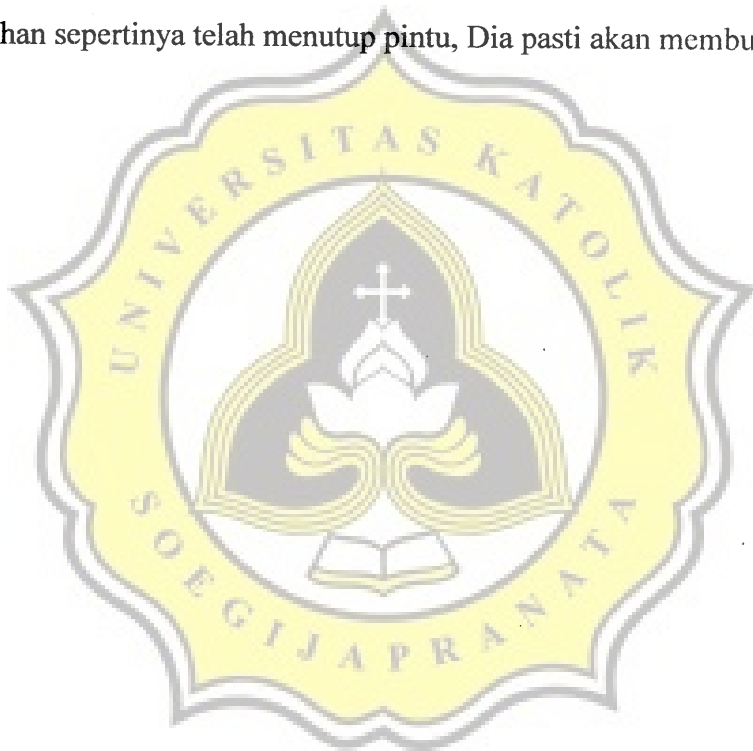 han sepertinya telah menutup pintu, Dia pasti akan membu
UNIVERSITAS KATOLIK
SOEGIJAPRANATA